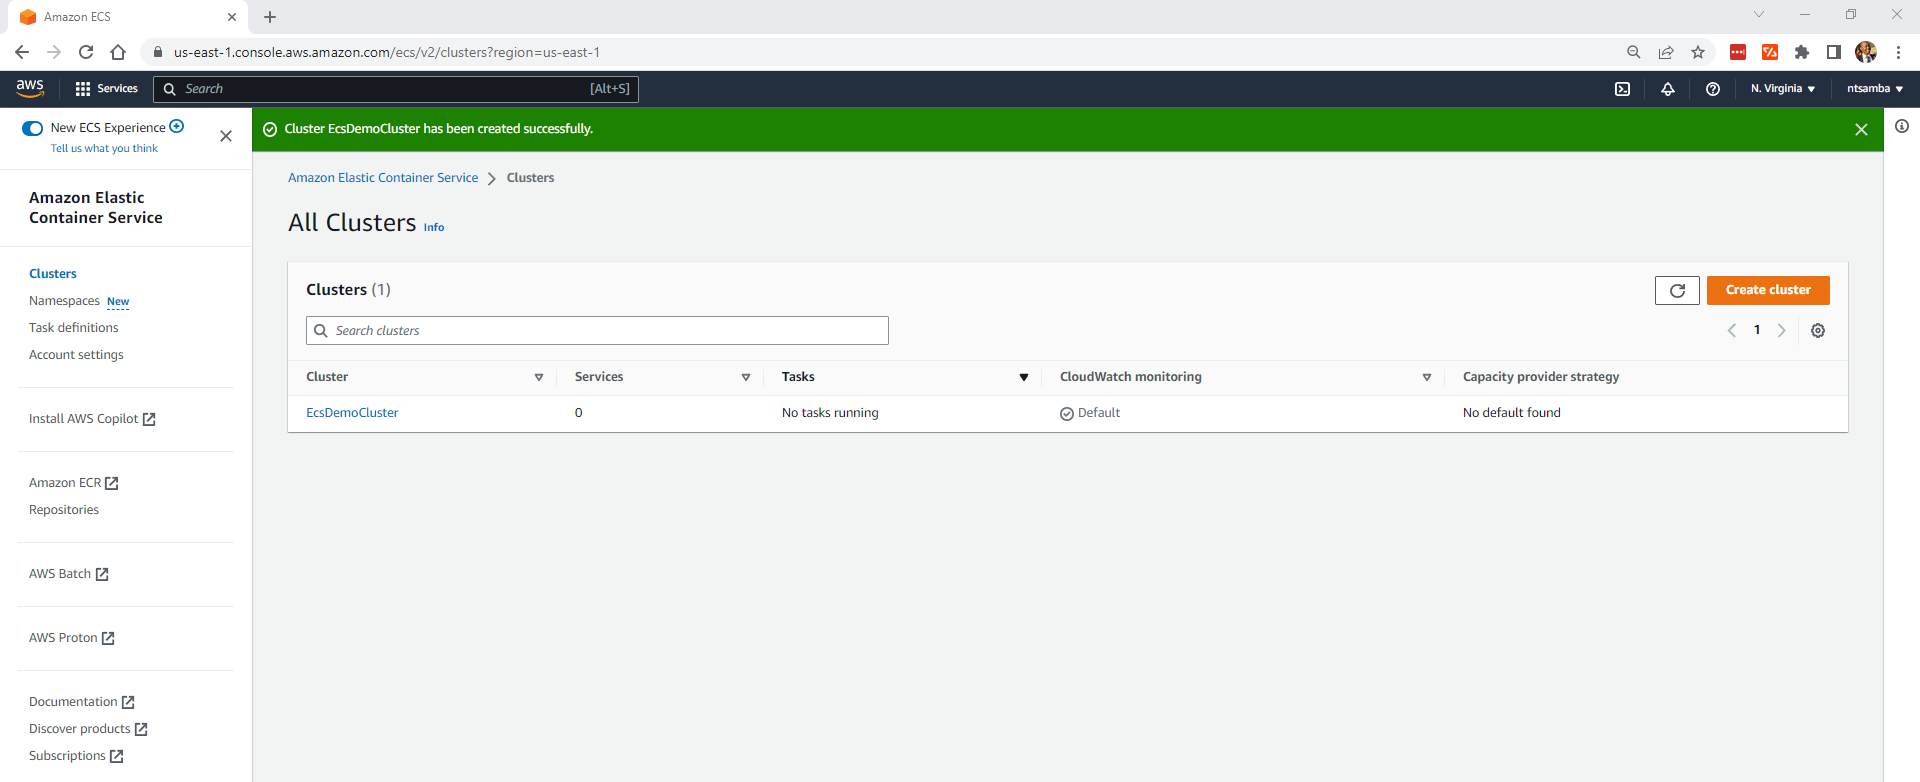 Amazon ECS
us-east-1.console.aws.amazon.com/ecs/v2/clusters?region=us-east-1
aws
Services
Search
[Alt+S]
N. Virginia
ntsamba
New ECS Experience
Tell us what you think
Cluster EcsDemoCluster has been created successfully.
Amazon Elastic
Container Service
Clusters
Namespaces New
Task definitions
Account settings
Install AWS Copilot
Amazon ECR
Repositories
AWS Batch
AWS Proton
Documentation
Discover products
Subscriptions
Amazon Elastic Container Service Clusters
All Clusters Info
Clusters (1)
Create cluster
Search clusters
1
Cluster Services Tasks CloudWatch monitoring Capacity provider strategy
EcsDemoCluster 0 No tasks running Default No default found